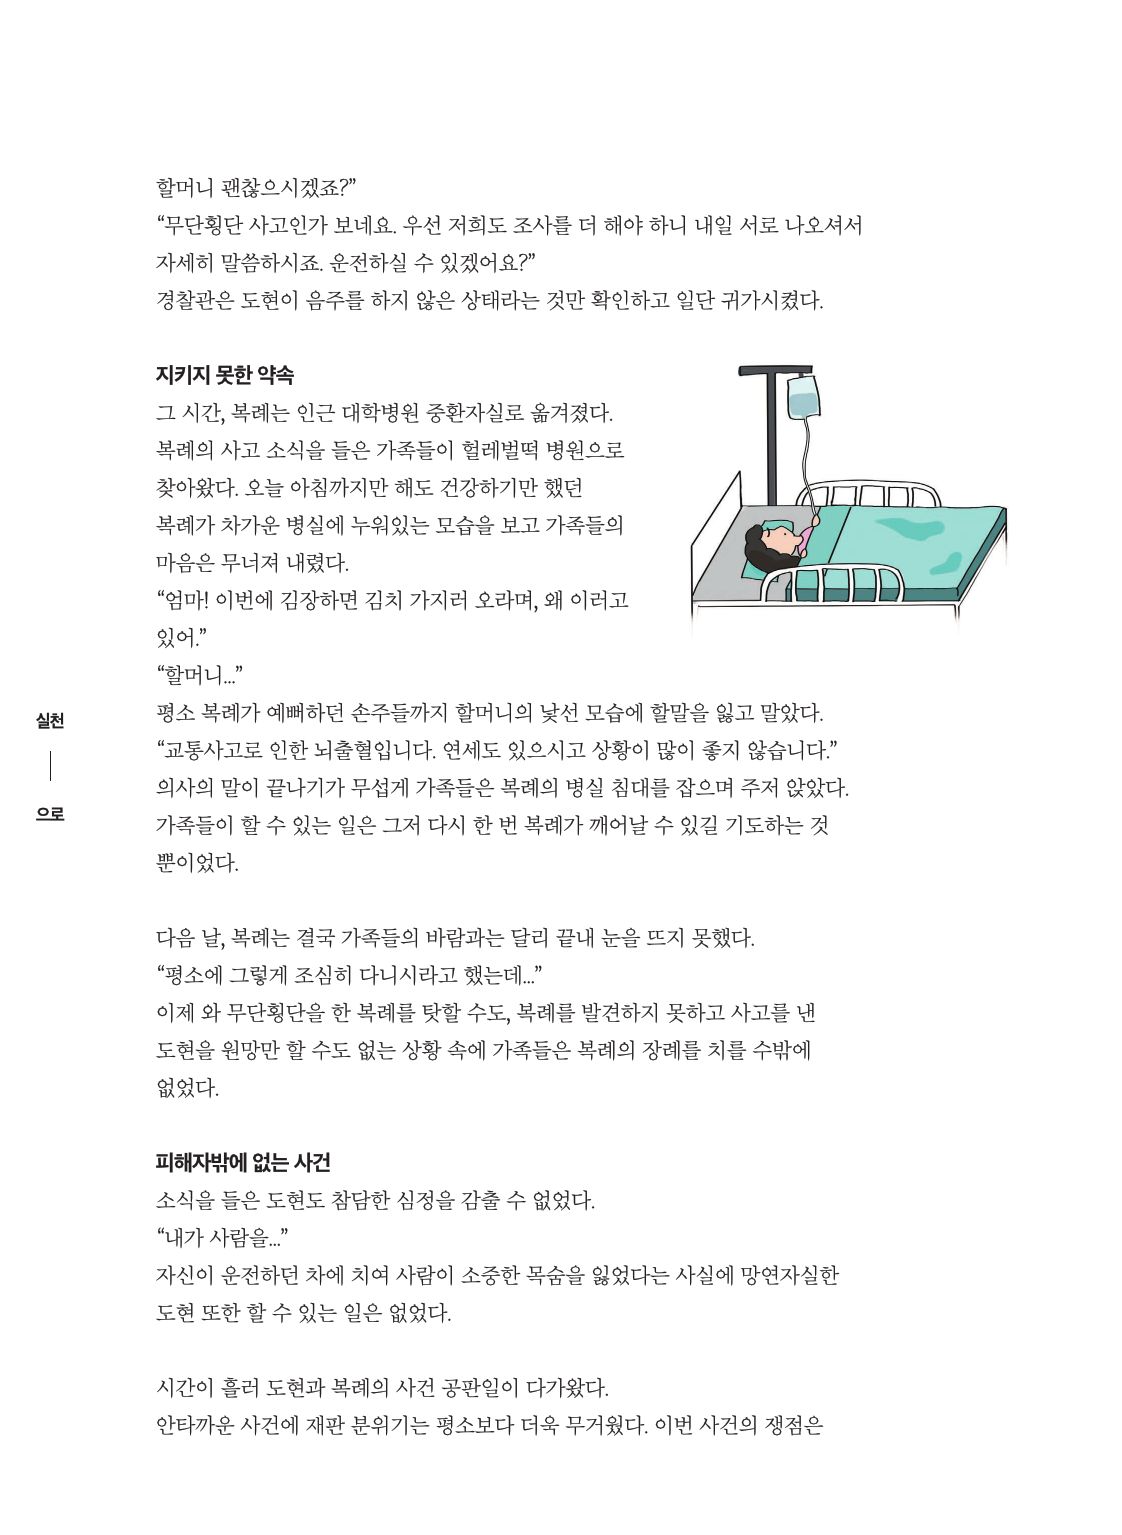 할머니 괜찮으시겠죠?”
“무단횡단 사고인가 보네요. 우선 저희도 조사를 더 해야 하니 내일 서로 나오셔서
자세히 말씀하시죠. 운전하실 수 있겠어요?”
경찰관은 도현이 음주를 하지 않은 상태라는 것만 확인하고 일단 귀가시켰다.
지키지 못한 약속
그 시간, 복례는 인근 대학병원 중환자실로 옮겨졌다.
복례의 사고 소식을 들은 가족들이 헐레벌떡 병원으로
찾아왔다. 오늘 아침까지만 해도 건강하기만 했던
복례가 차가운 병실에 누워있는 모습을 보고 가족들의
마음은 무너져 내렸다.
“엄마! 이번에 김장하면 김치 가지러 오라며, 왜 이러고
있어.”
“할머니...”
평소 복례가 예뻐하던 손주들까지 할머니의 낯선 모습에 할말을 잃고 말았다.
“교통사고로 인한 뇌출혈입니다. 연세도 있으시고 상황이 많이 좋지 않습니다.”
의사의 말이 끝나기가 무섭게 가족들은 복례의 병실 침대를 잡으며 주저 앉았다.
가족들이 할 수 있는 일은 그저 다시 한 번 복례가 깨어날 수 있길 기도하는 것
뿐이었다.
다음 날, 복례는 결국 가족들의 바람과는 달리 끝내 눈을 뜨지 못했다.
“평소에 그렇게 조심히 다니시라고 했는데...”
이제 와 무단횡단을 한 복례를 탓할 수도, 복례를 발견하지 못하고 사고를 낸
도현을 원망만 할 수도 없는 상황 속에 가족들은 복례의 장례를 치를 수밖에
없었다.
피해자밖에 없는 사건
소식을 들은 도현도 참담한 심정을 감출 수 없었다.
“내가 사람을...”
자신이 운전하던 차에 치여 사람이 소중한 목숨을 잃었다는 사실에 망연자실한
도현 또한 할 수 있는 일은 없었다.
시간이 흘러 도현과 복례의 사건 공판일이 다가왔다.
안타까운 사건에 재판 분위기는 평소보다 더욱 무거웠다. 이번 사건의 쟁점은
실천
으로